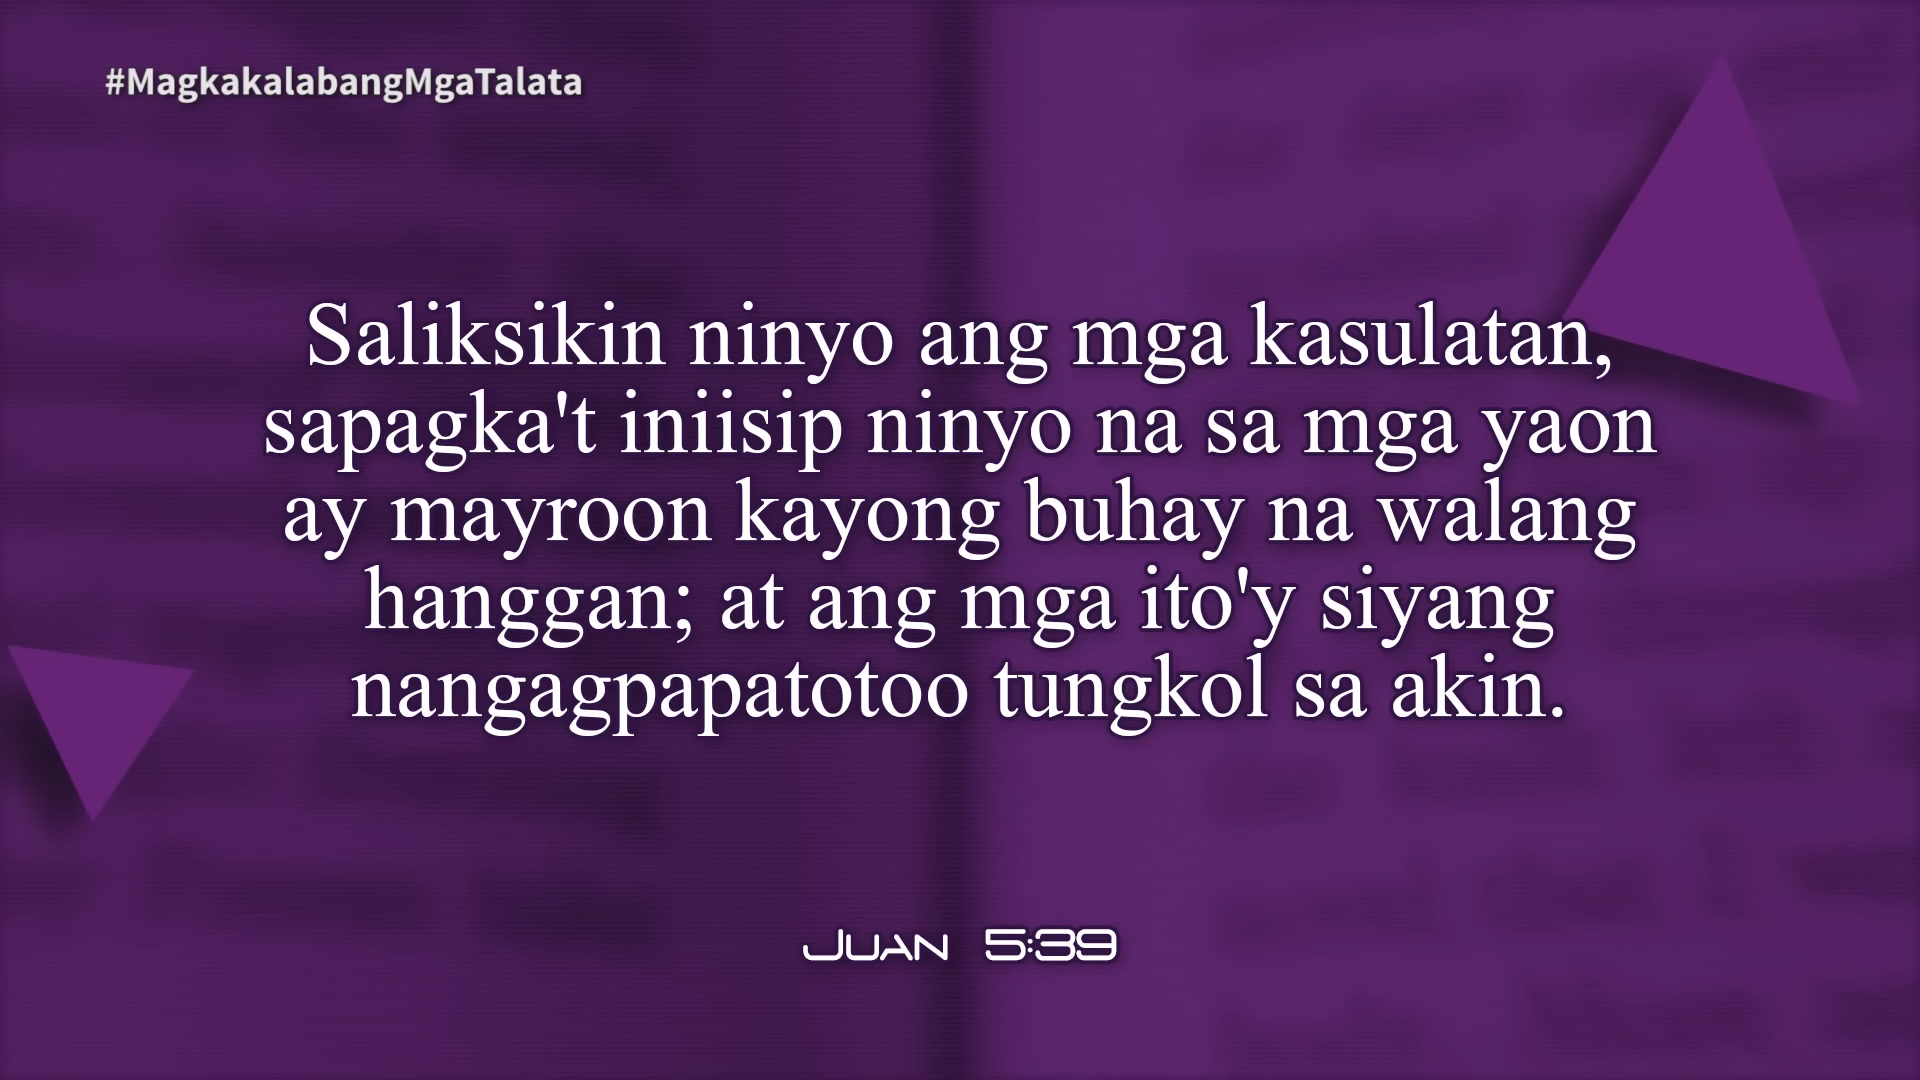 #MagkakalabangMgaTalata
Saliksikin ninyo ang mga kasulatan,
sapagka't iniisip ninyo na sa mga yaon
ay mayroon kayong buhay na walang
hanggan; at ang mga ito'y siyang
nangagpapatotoo tungkol sa akin.
Juan 5:39